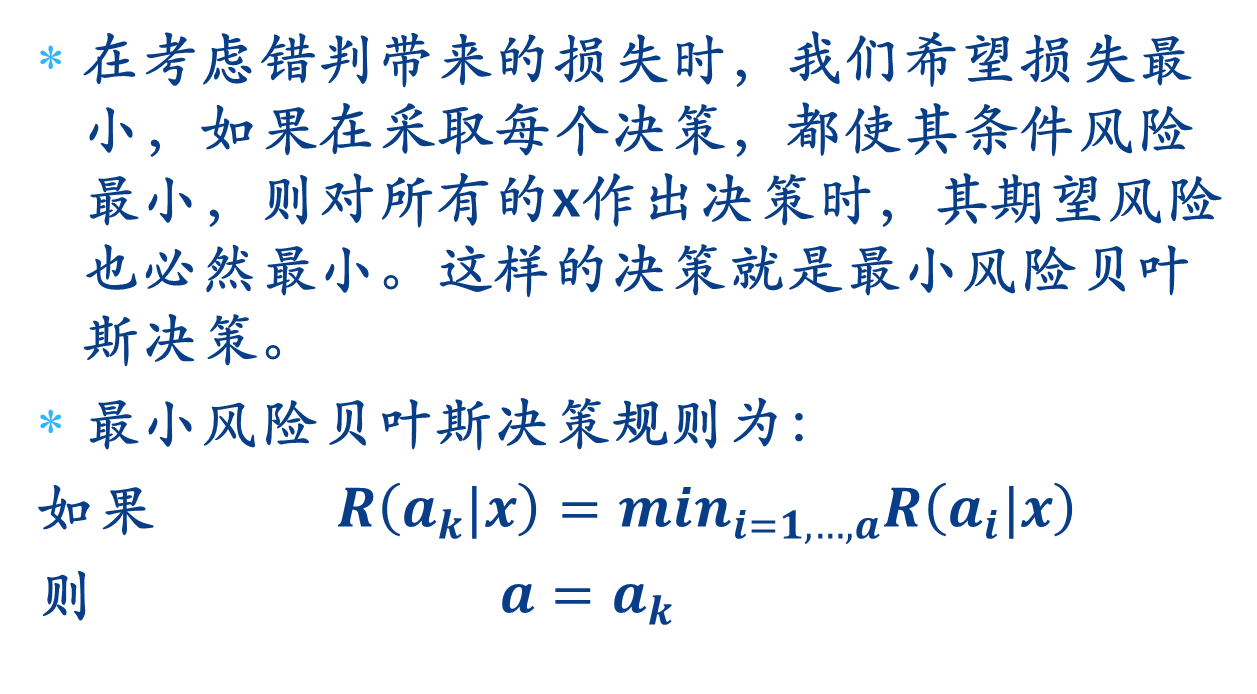 * 在考虑错判带来的损失时，我们希望损失最
小，如果在采取每个决策，都使其条件风险
最小，则对所有的x作出决策时，其期望风险
也必然最小。这样的决策就是最小风险贝叶
斯决策。
* 最小风险贝叶斯决策规则为：
如果 R(a_k|x) = min_{i=1,…,a}R(a_i|x)
则 a = a_k